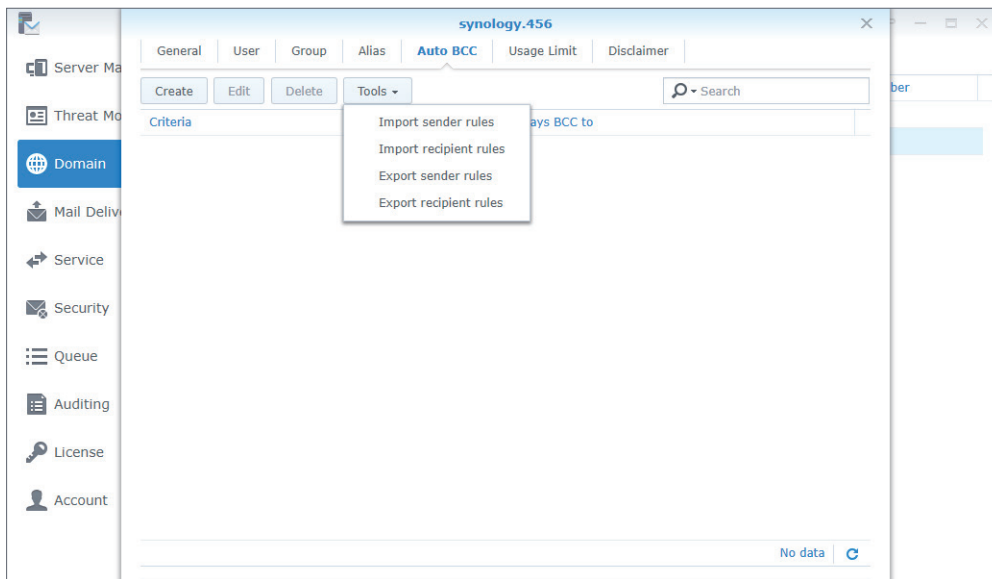 synology.456
General User Group Alias Auto BCC Usage Limit Disclaimer
Create Edit Delete Tools Search
Criteria ays BCC to
Import sender rules
Import recipient rules
Export sender rules
Export recipient rules
Server Ma
Threat Mo
Domain
Mail Deliv
Service
Security
Queue
Auditing
License
Account
ber
No data